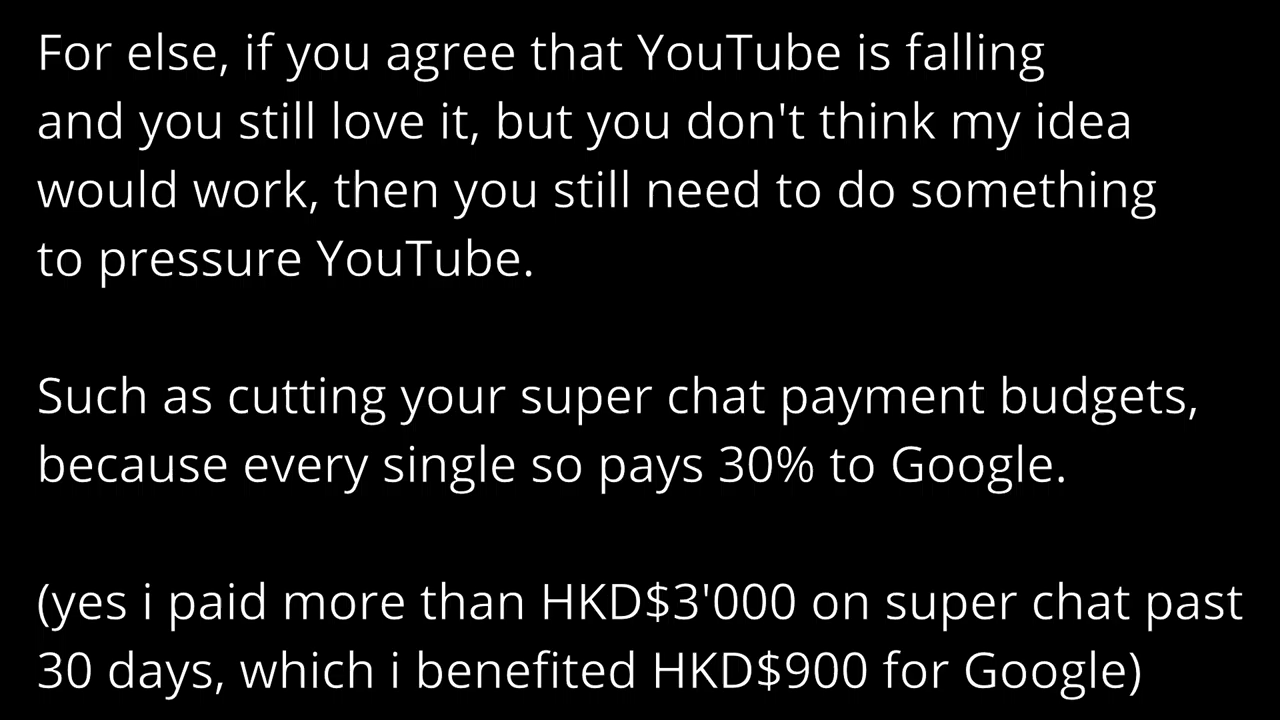 For else, if you agree that YouTube is falling
and you still love it, but you don't think my idea
would work, then you still need to do something
to pressure YouTube.
Such as cutting your super chat payment budgets,
because every single so pays 30% to Google.
(yes i paid more than HKD$3'000 on super chat past
30 days, which i benefited HKD$900 for Google)